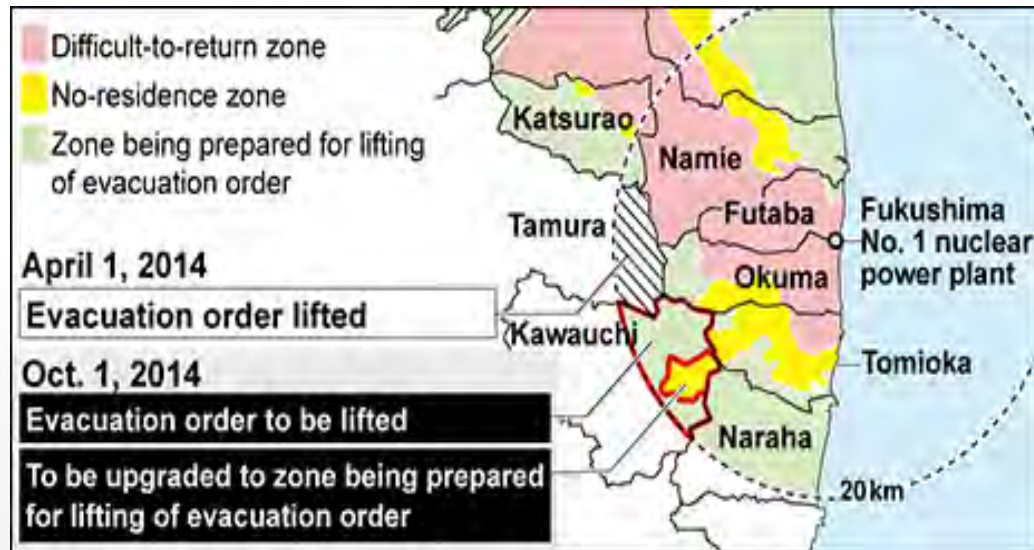 Difficult-to-return zone
No-residence zone
Zone being prepared for lifting
of evacuation order
April 1, 2014
Evacuation order lifted
Oct. 1, 2014
Evacuation order to be lifted
To be upgraded to zone being prepared
for lifting of evacuation order
Katsurao
Namie
Tamura
Futaba
Fukushima
No. 1 nuclear
power plant
Okuma
Kawauchi
Tomioka
Naraha
20 km